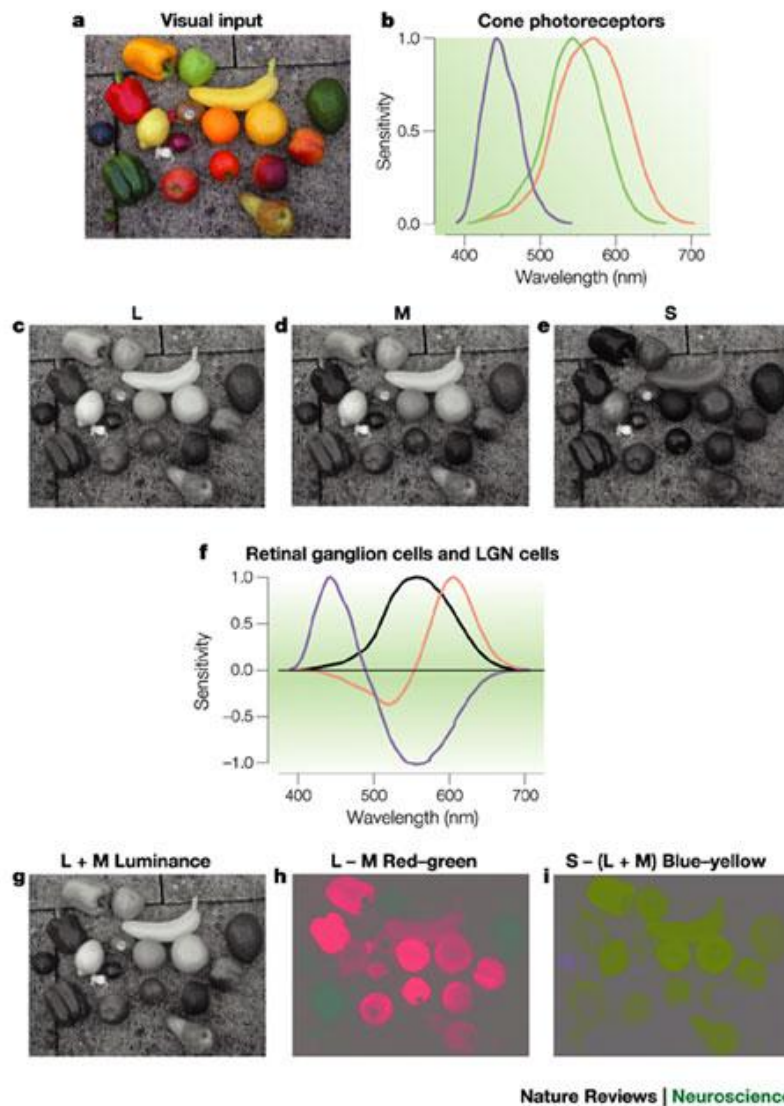 a Visual input
b Cone photoreceptors
1.0
0.5
0.0
Sensitivity
400 500 600 700
Wavelength (nm)
c L
d M
e S
f Retinal ganglion cells and LGN cells
1.0
0.5
0.0
−0.5
−1.0
Sensitivity
400 500 600 700
Wavelength (nm)
g L + M Luminance
h L – M Red–green
i S – (L + M) Blue–yellow
Nature Reviews | Neuroscience